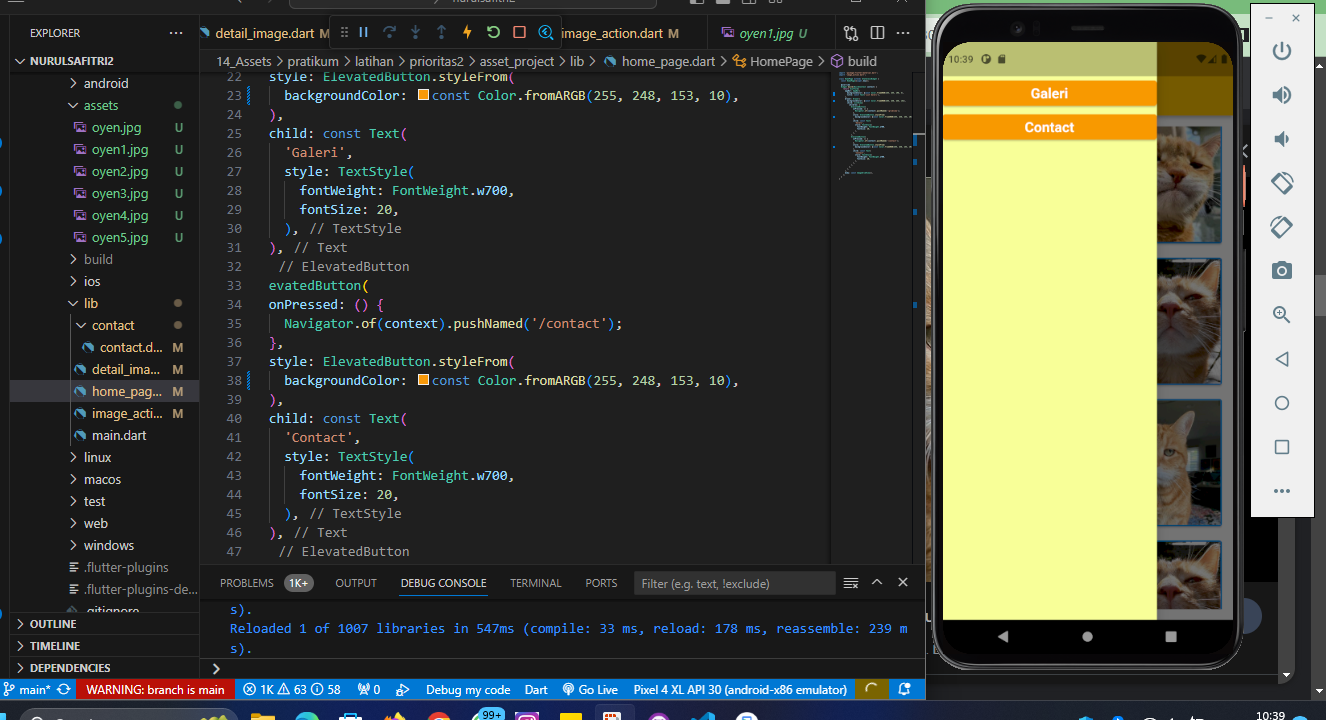 nurulsafitri2
EXPLORER
NURULSAFITRI2
android
assets
oyen.jpg U
oyen1.jpg U
oyen2.jpg U
oyen3.jpg U
oyen4.jpg U
oyen5.jpg U
build
ios
lib
contact
contact.d... M
detail_ima... M
home_pag... M
image_acti... M
main.dart
linux
macos
test
web
windows
.flutter-plugins
.flutter-plugins-de...
.gitignore
OUTLINE
TIMELINE
DEPENDENCIES
detail_image.dart M
image_action.dart M
oyen1.jpg U
14_Assets > pratikum > latihan > prioritas2 > asset_project > lib > home_page.dart > HomePage > build
22 style: ElevatedButton.styleFrom(
23 backgroundColor: const Color.fromARGB(255, 248, 153, 10),
24 ),
25 child: const Text(
26 'Galeri',
27 style: TextStyle(
28 fontWeight: FontWeight.w700,
29 fontSize: 20,
30 ), // TextStyle
31 ), // Text
32 // ElevatedButton
33 evatedButton(
34 onPressed: () {
35 Navigator.of(context).pushNamed('/contact');
36 },
37 style: ElevatedButton.styleFrom(
38 backgroundColor: const Color.fromARGB(255, 248, 153, 10),
39 ),
40 child: const Text(
41 'Contact',
42 style: TextStyle(
43 fontWeight: FontWeight.w700,
44 fontSize: 20,
45 ), // TextStyle
46 ), // Text
47 // ElevatedButton
PROBLEMS 1K+ OUTPUT DEBUG CONSOLE TERMINAL PORTS Filter (e.g. text, !exclude)
s).
Reloaded 1 of 1007 libraries in 547ms (compile: 33 ms, reload: 178 ms, reassemble: 239 m
s).
main* WARNING: branch is main 1K 63 58 0 Debug my code Dart Go Live Pixel 4 XL API 30 (android-x86 emulator)
10:39
Galeri
Contact
99+
10:39